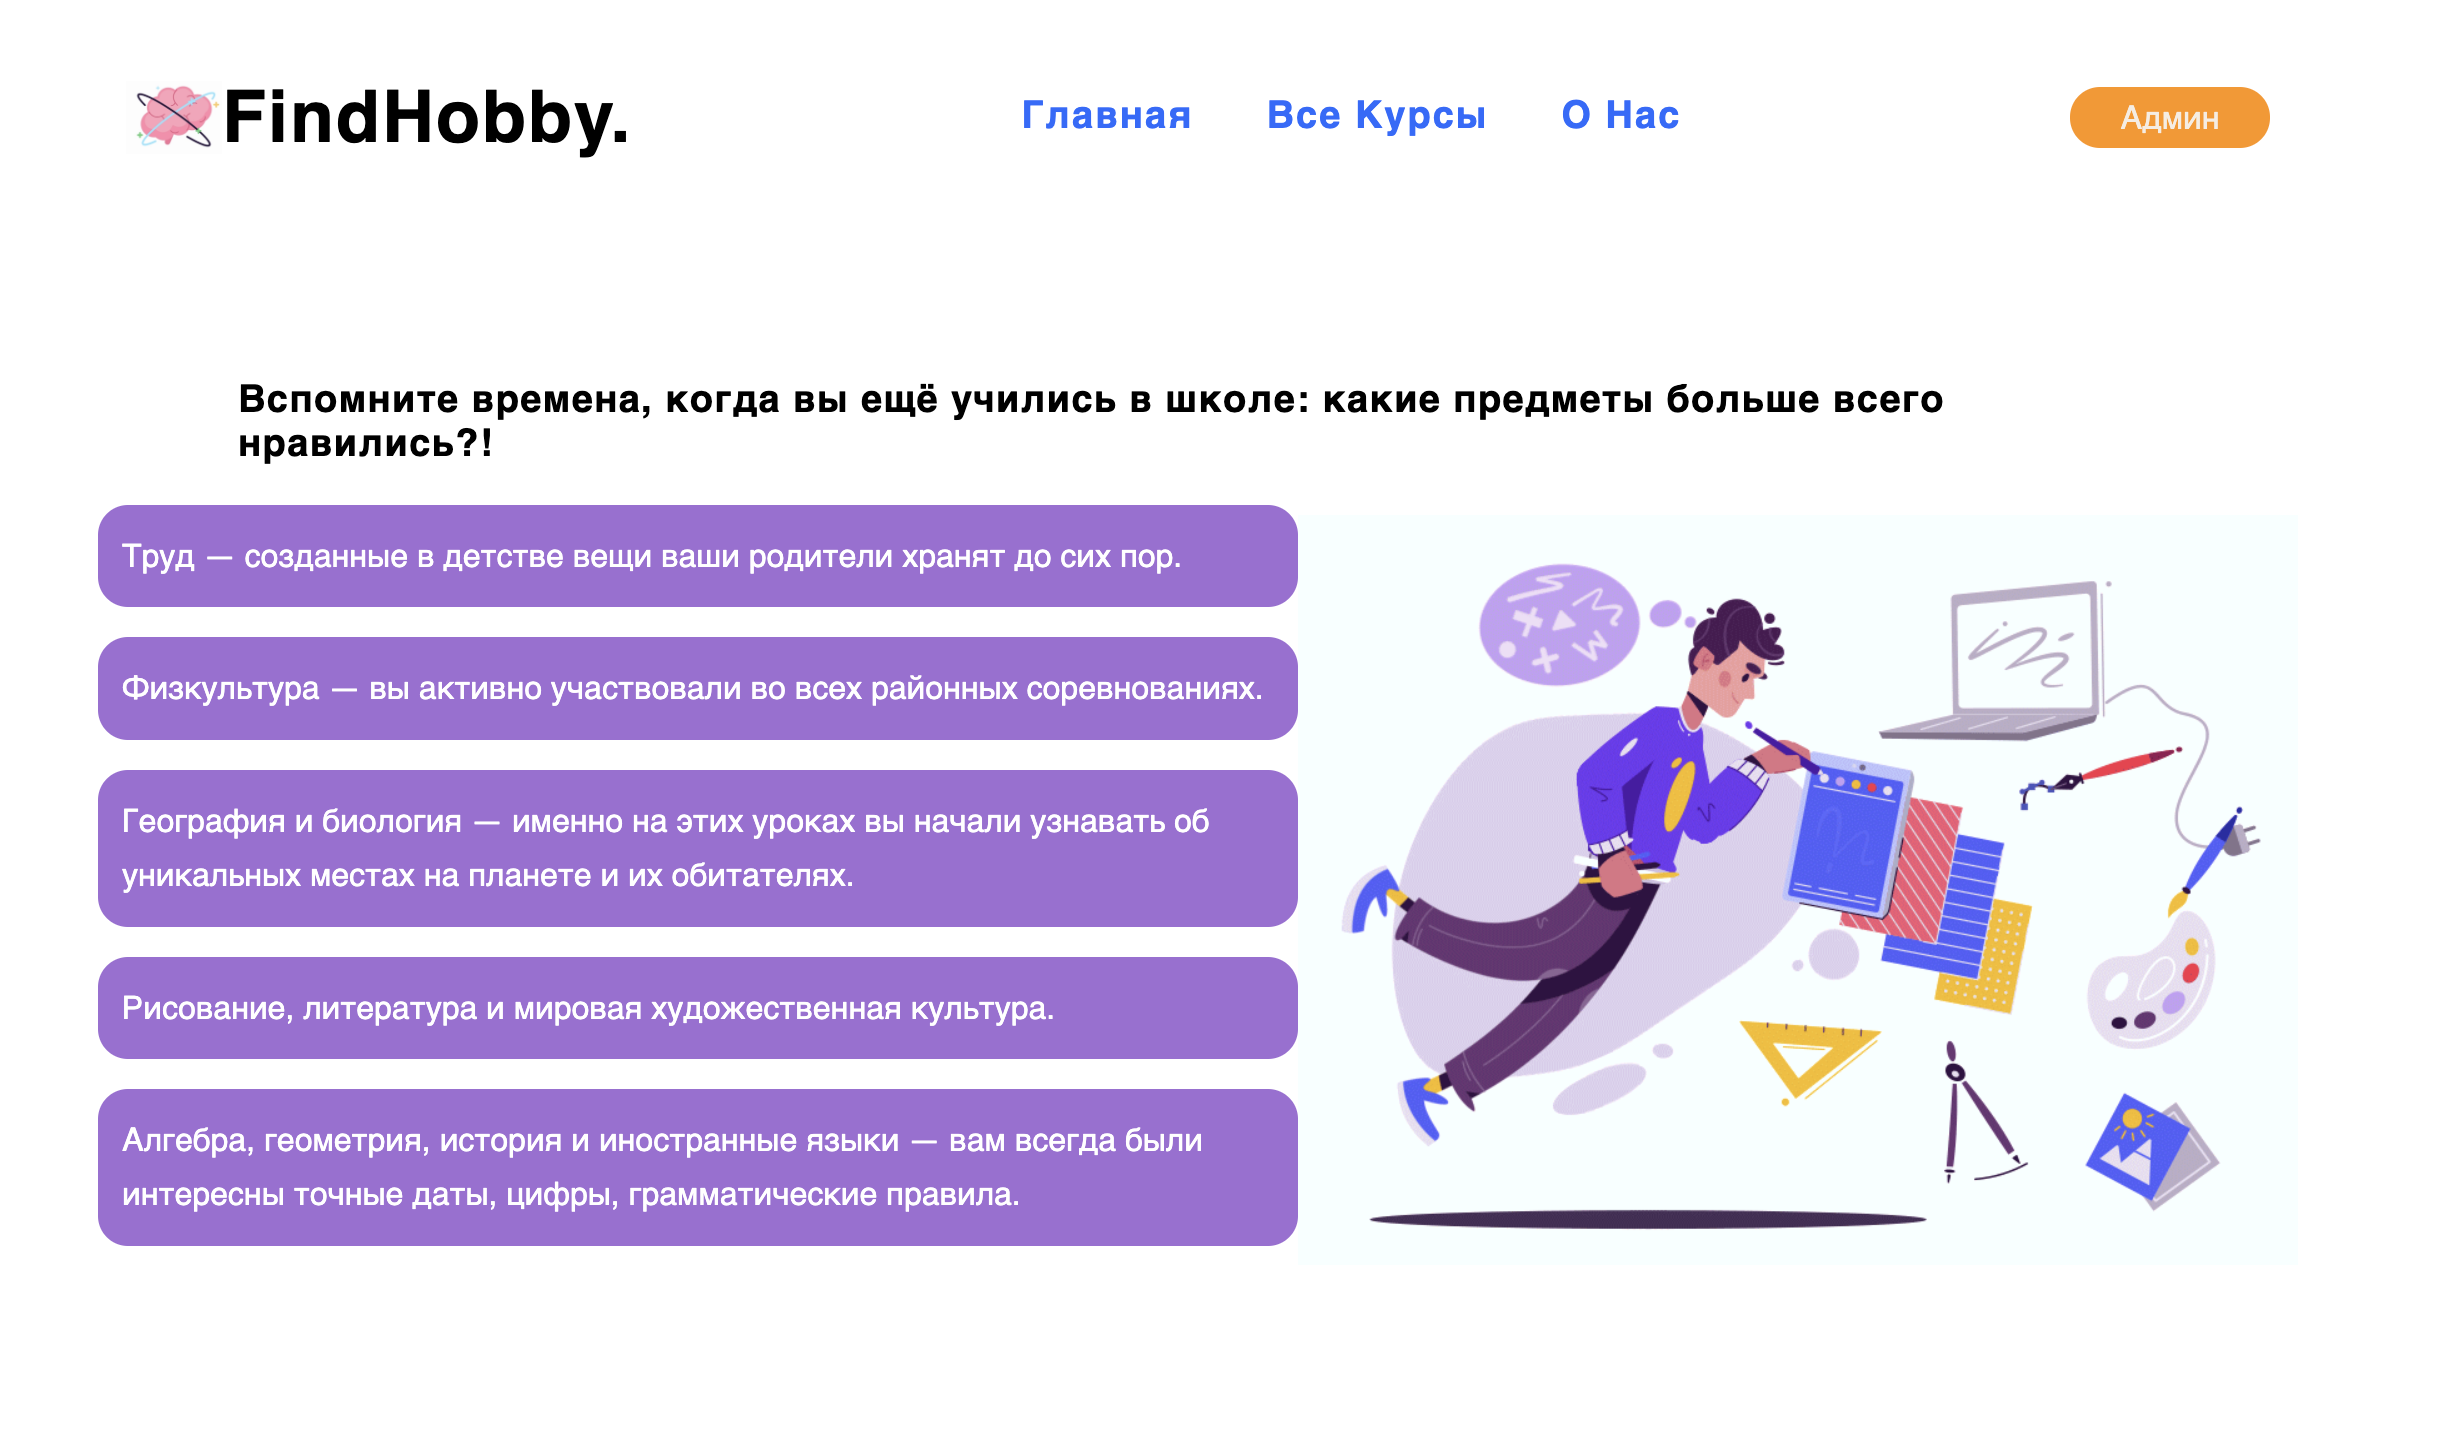 FindHobby.
Главная
Все Курсы
О Нас
Админ
Вспомните времена, когда вы ещё учились в школе: какие предметы больше всего
нравились?!
Труд — созданные в детстве вещи ваши родители хранят до сих пор.
Физкультура — вы активно участвовали во всех районных соревнованиях.
География и биология — именно на этих уроках вы начали узнавать об
уникальных местах на планете и их обитателях.
Рисование, литература и мировая художественная культура.
Алгебра, геометрия, история и иностранные языки — вам всегда были
интересны точные даты, цифры, грамматические правила.